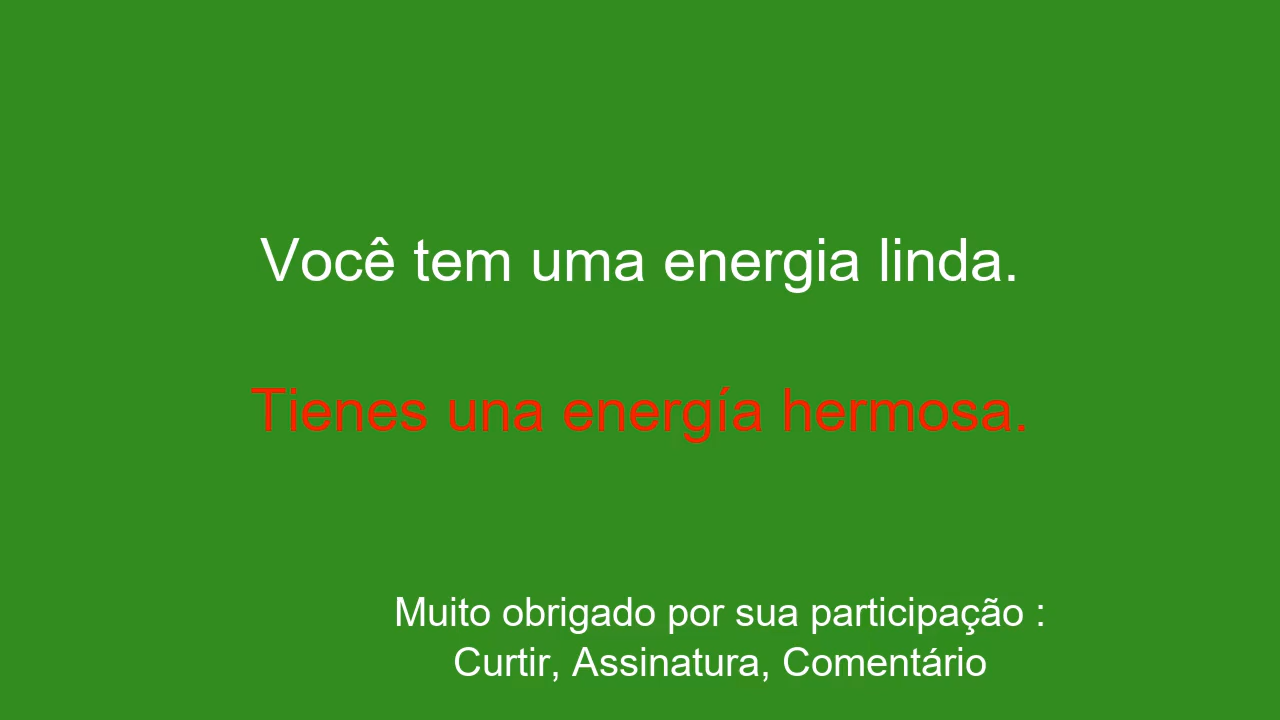 Você tem uma energia linda.
Tienes una energía hermosa.
Muito obrigado por sua participação :
Curtir, Assinatura, Comentário